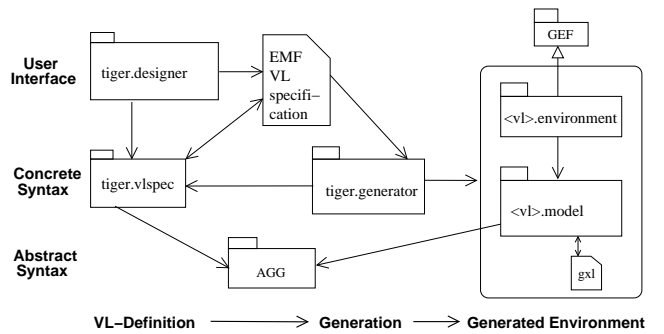 GEF
User
Interface
tiger.designer
EMF
VL
specifi−
cation
<vl>.environment
Concrete
Syntax
tiger.vlspec
tiger.generator
<vl>.model
Abstract
Syntax
AGG
gxl
VL−Definition
Generation
Generated Environment